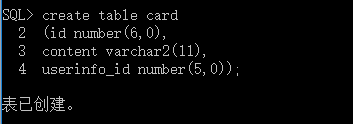 SQL> create table card
2 (id number(6,0),
3 content varchar2(11),
4 userinfo_id number(5,0));
表已创建。